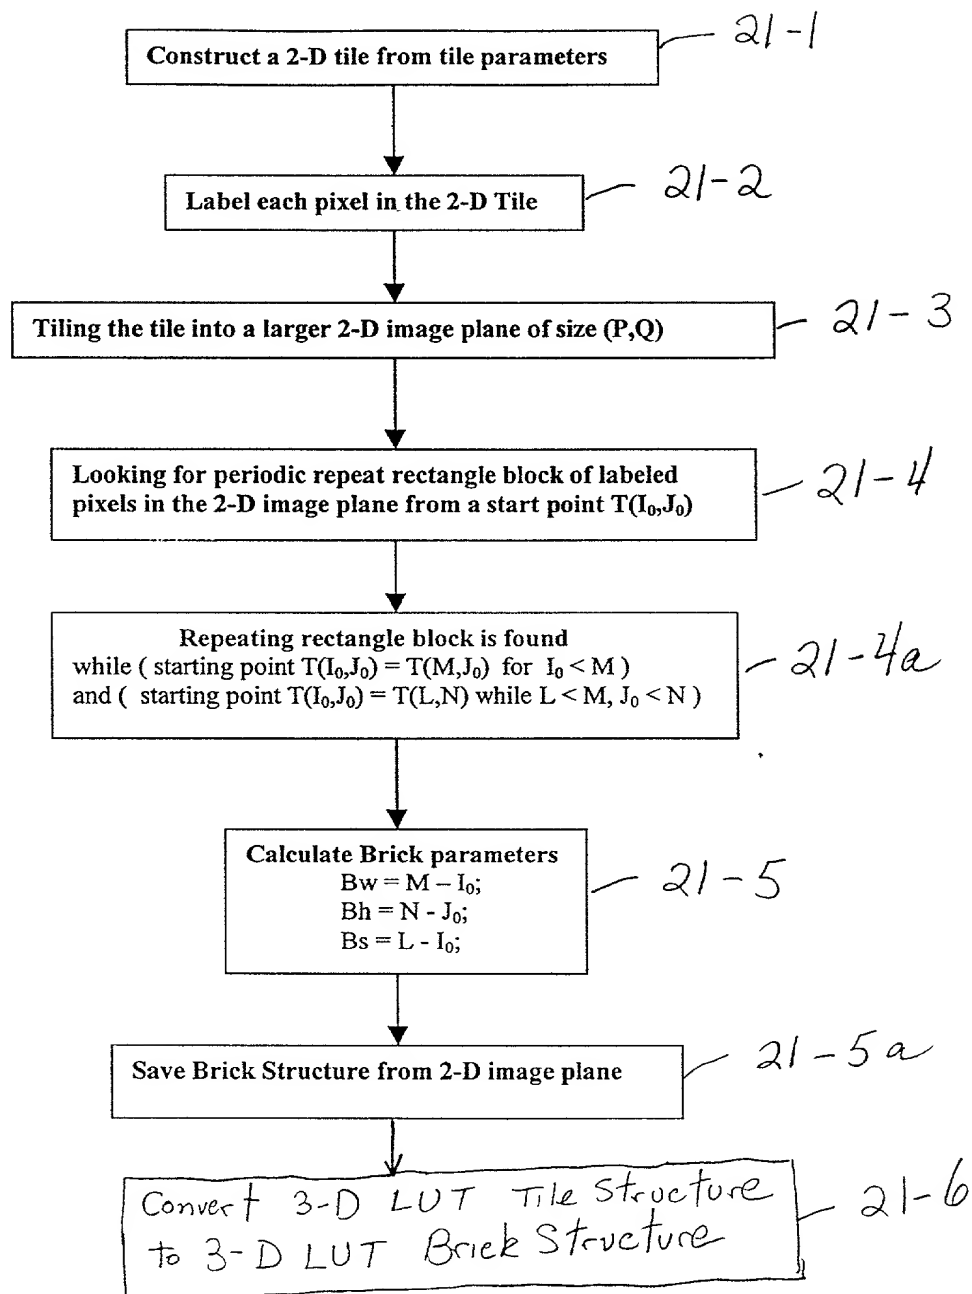 Construct a 2-D tile from tile parameters
21-1
Label each pixel in the 2-D Tile
21-2
Tiling the tile into a larger 2-D image plane of size (P,Q)
21-3
Looking for periodic repeat rectangle block of labeled
pixels in the 2-D image plane from a start point T(I₀,J₀)
21-4
Repeating rectangle block is found
while ( starting point T(I₀,J₀) = T(M,J₀) for I₀ < M )
and ( starting point T(I₀,J₀) = T(L,N) while L < M, J₀ < N )
21-4a
Calculate Brick parameters
Bw = M – I₀;
Bh = N - J₀;
Bs = L - I₀;
21-5
Save Brick Structure from 2-D image plane
21-5a
Convert 3-D LUT Tile Structure
to 3-D LUT Brick Structure
21-6